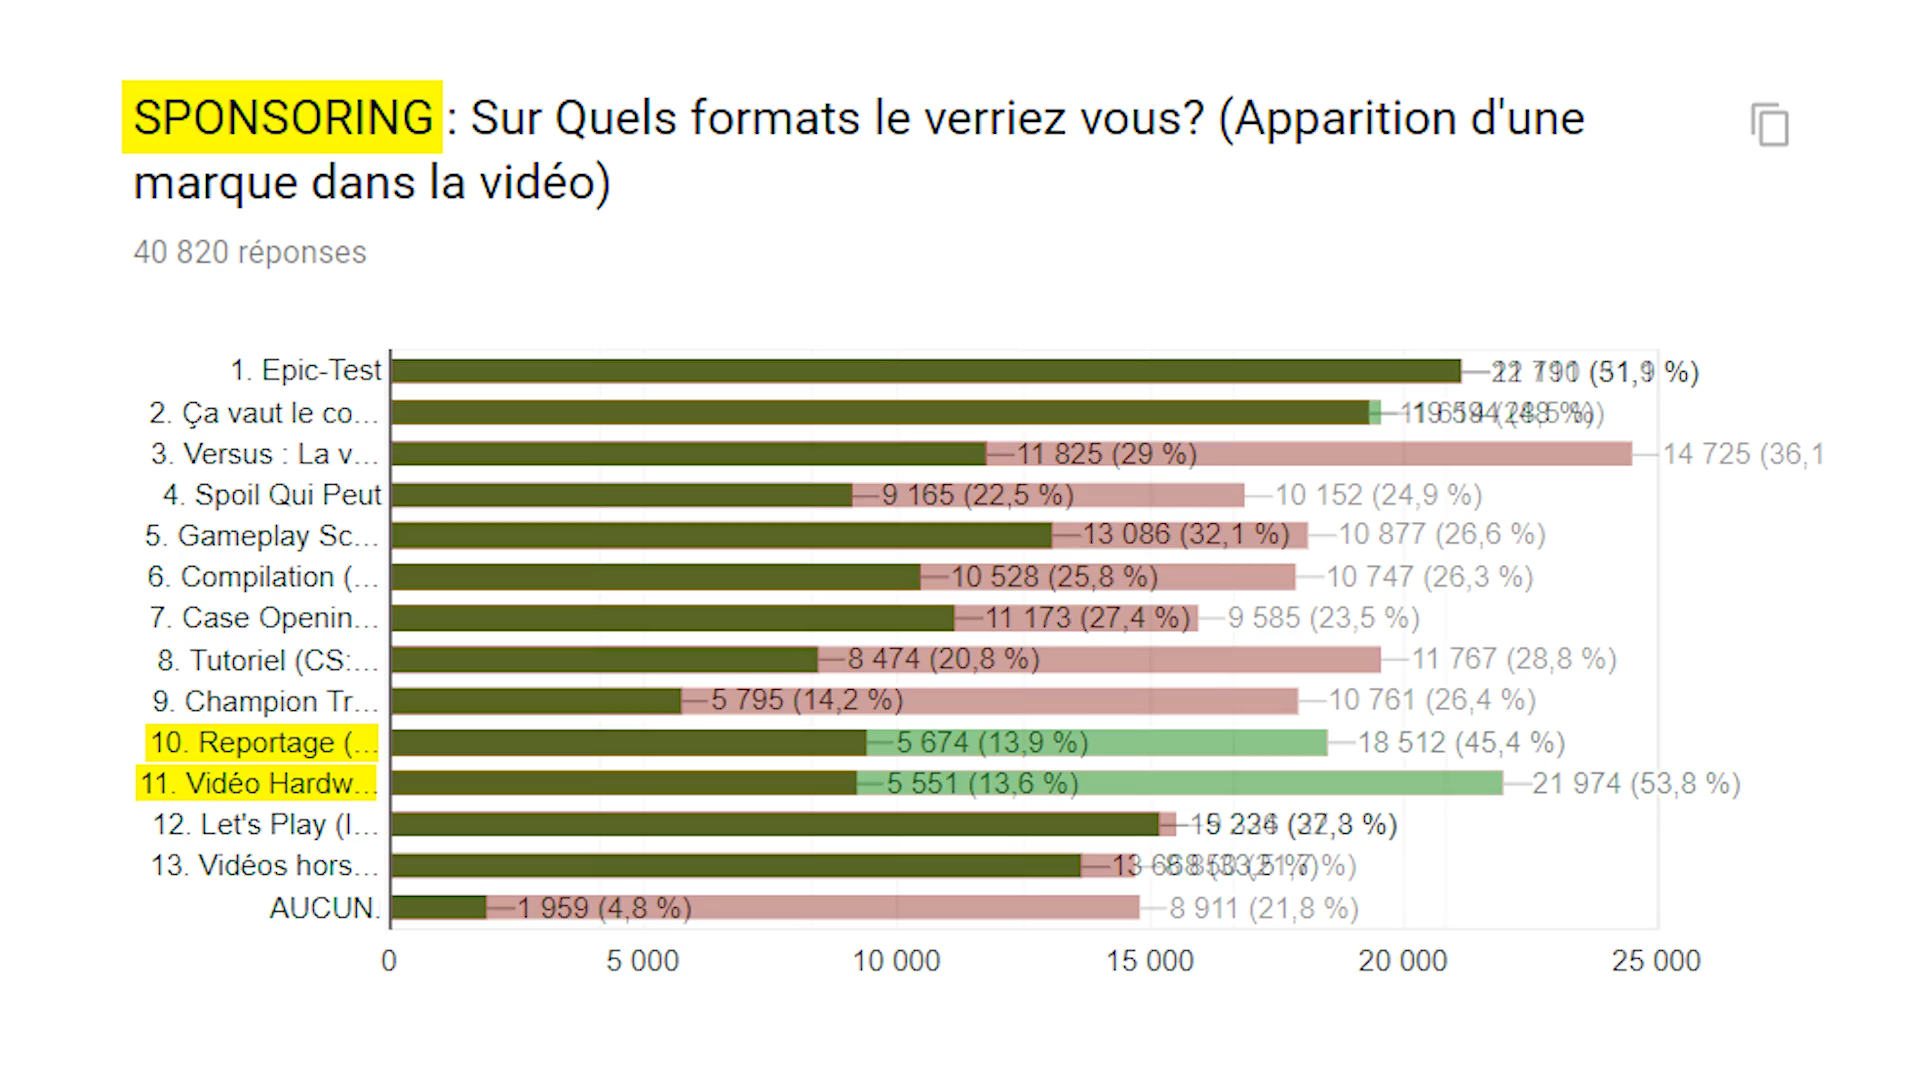 SPONSORING : Sur Quels formats le verriez vous? (Apparition d'une
marque dans la vidéo)
40 820 réponses
1. Epic-Test (51,9 %)
2. Ça vaut le co...
3. Versus : La v... 11 825 (29 %) 14 725 (36,1
4. Spoil Qui Peut 9 165 (22,5 %) 10 152 (24,9 %)
5. Gameplay Sc... 13 086 (32,1 %) 10 877 (26,6 %)
6. Compilation (... 10 528 (25,8 %) 10 747 (26,3 %)
7. Case Openin... 11 173 (27,4 %) 9 585 (23,5 %)
8. Tutoriel (CS:... 8 474 (20,8 %) 11 767 (28,8 %)
9. Champion Tr... 5 795 (14,2 %) 10 761 (26,4 %)
10. Reportage (... 5 674 (13,9 %) 18 512 (45,4 %)
11. Vidéo Hardw... 5 551 (13,6 %) 21 974 (53,8 %)
12. Let's Play (I...
13. Vidéos hors...
AUCUN. 1 959 (4,8 %) 8 911 (21,8 %)
0 5 000 10 000 15 000 20 000 25 000